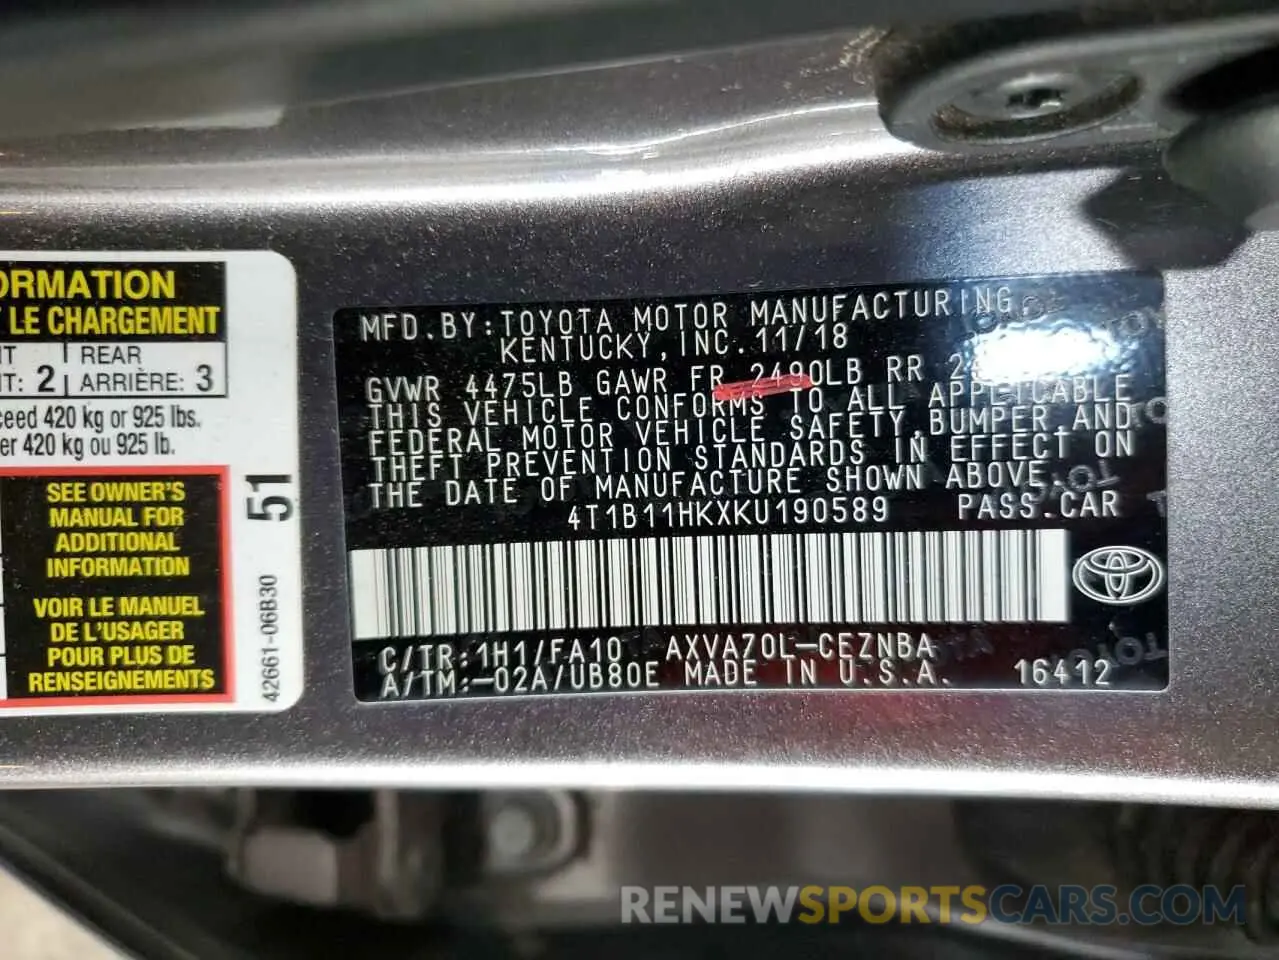 ORMATION
LE CHARGEMENT
REAR
2 ARRIÈRE: 3
420 kg or 925 lbs.
420 kg ou 925 lb.
SEE OWNER'S
MANUAL FOR
ADDITIONAL
INFORMATION
VOIR LE MANUEL
DE L'USAGER
POUR PLUS DE
RENSEIGNEMENTS
51
42661-06B30
MFD.BY:TOYOTA MOTOR MANUFACTURING
KENTUCKY,INC.11/18
GVWR 4475LB GAWR FR 2490LB RR
THIS VEHICLE CONFORMS TO ALL APPLICABLE
FEDERAL MOTOR VEHICLE SAFETY,BUMPER,AND
THEFT PREVENTION STANDARDS IN EFFECT ON
THE DATE OF MANUFACTURE SHOWN ABOVE.
4T1B11HKXKU190589 PASS.CAR
C/TR:1H1/FA10 AXVA70L-CEZNBA
A/TM:-02A/UB80E MADE IN U.S.A. 16412
RENEWSPORTSCARS.COM